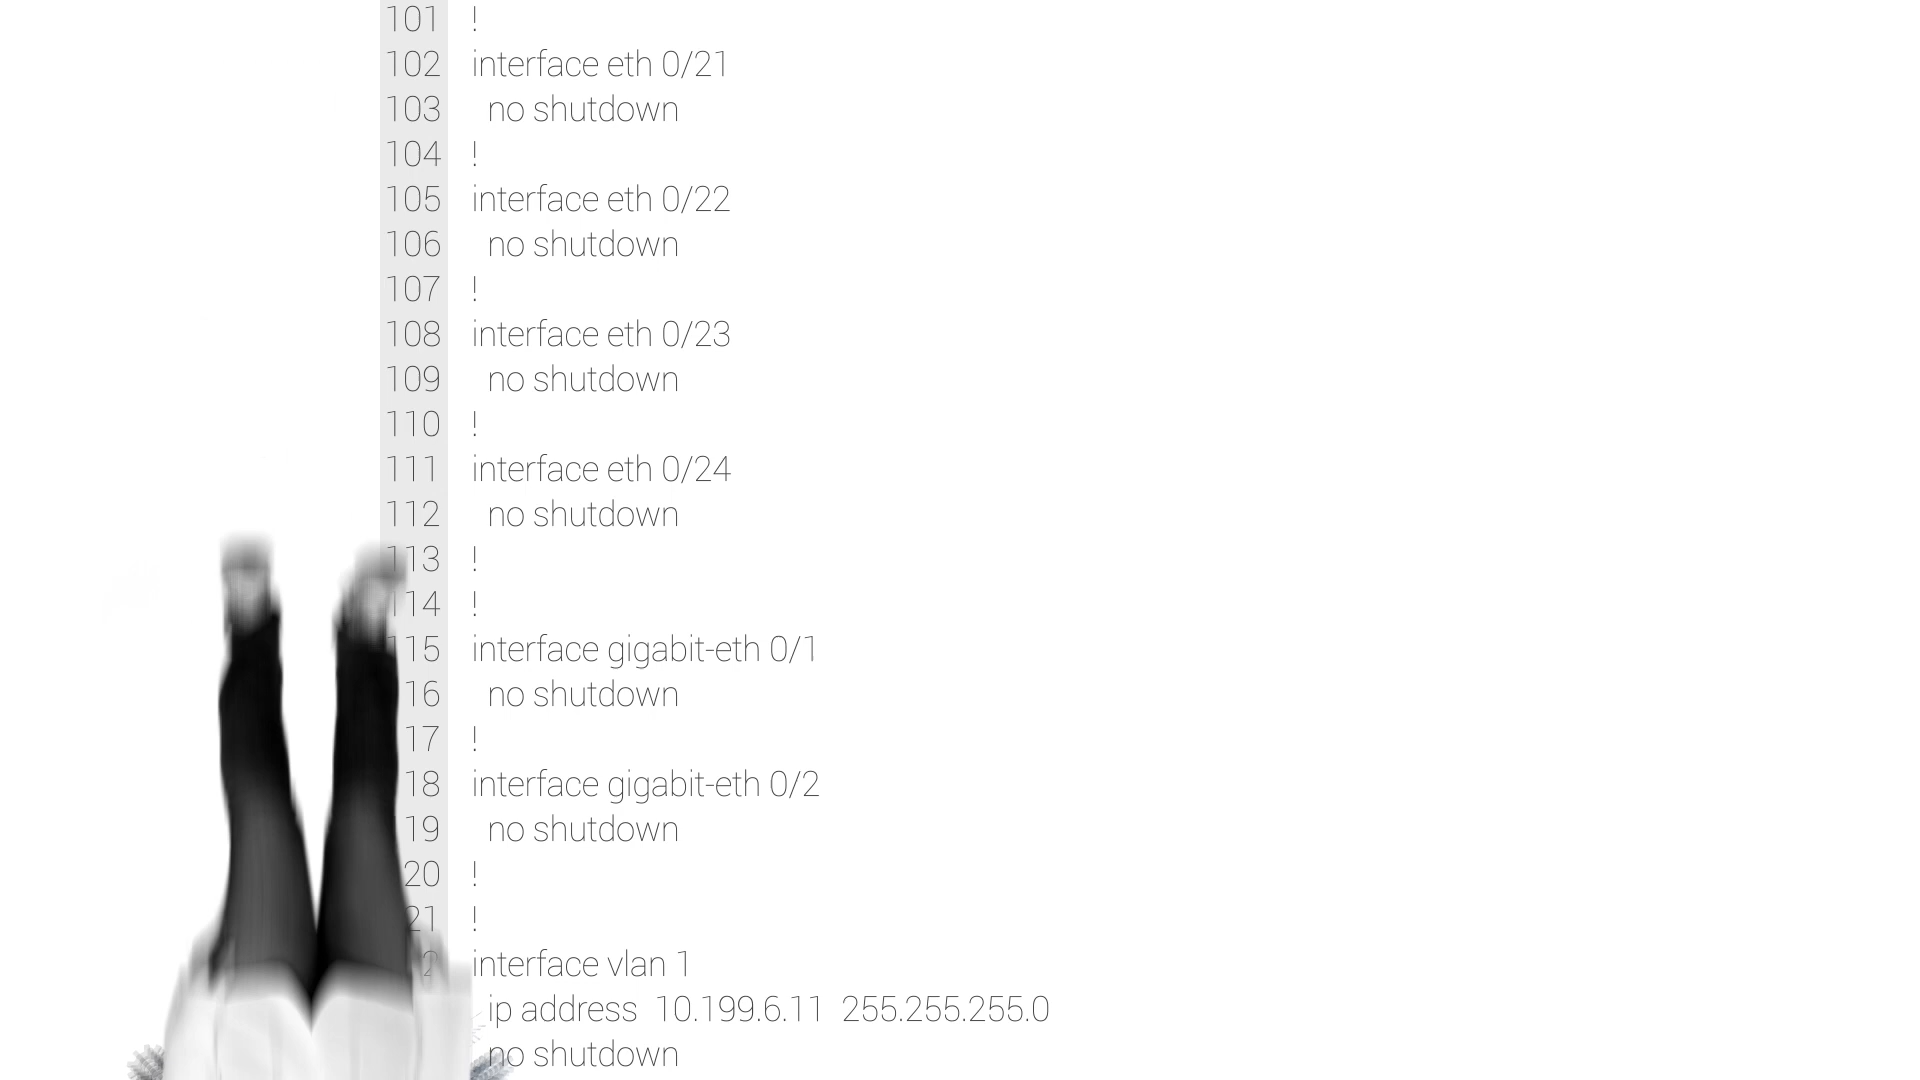 101 !
102 interface eth 0/21
103 no shutdown
104 !
105 interface eth 0/22
106 no shutdown
107 !
108 interface eth 0/23
109 no shutdown
110 !
111 interface eth 0/24
112 no shutdown
113 !
114 !
115 interface gigabit-eth 0/1
16 no shutdown
17 !
18 interface gigabit-eth 0/2
19 no shutdown
20 !
21 !
2 interface vlan 1
ip address 10.199.6.11 255.255.255.0
no shutdown